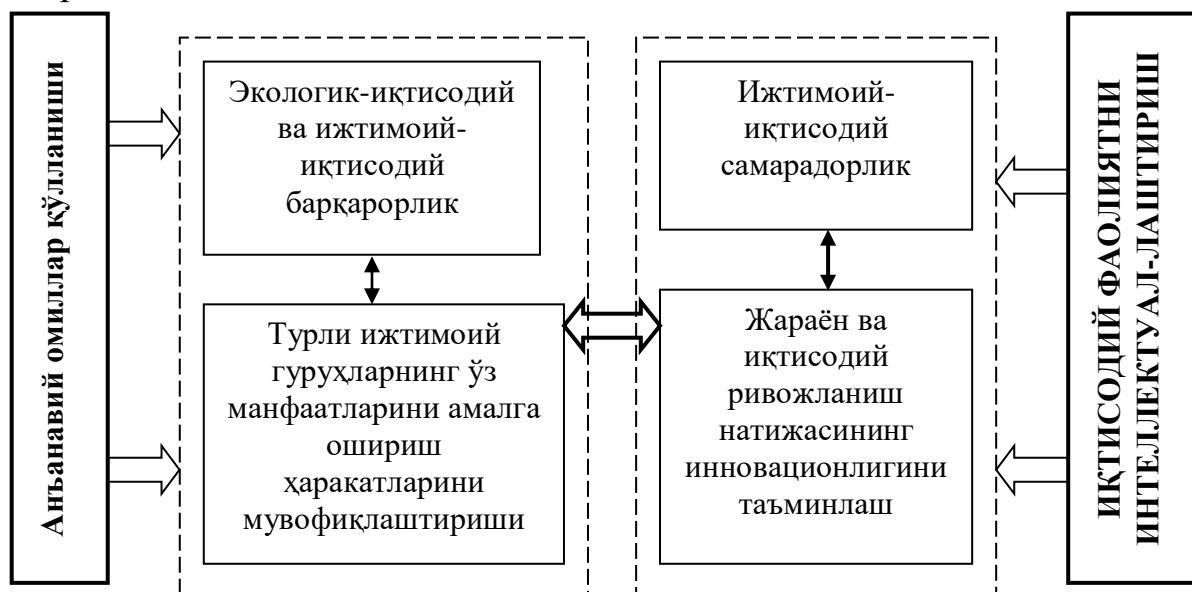 Анъанавий омиллар қўлланиши
Экологик-иқтисодий
ва ижтимоий-
иқтисодий
барқарорлик
Турли ижтимоий
гуруҳларнинг ўз
манфаатларини амалга
ошириш
ҳаракатларини
мувофиқлаштириши
Ижтимоий-
иқтисодий
самарадорлик
Жараён ва
иқтисодий
ривожланиш
натижасининг
инновационлигини
таъминлаш
ИҚТИСОДИЙ ФАОЛИЯТНИ
ИНТЕЛЛЕКТУАЛ-ЛАШТИРИШ